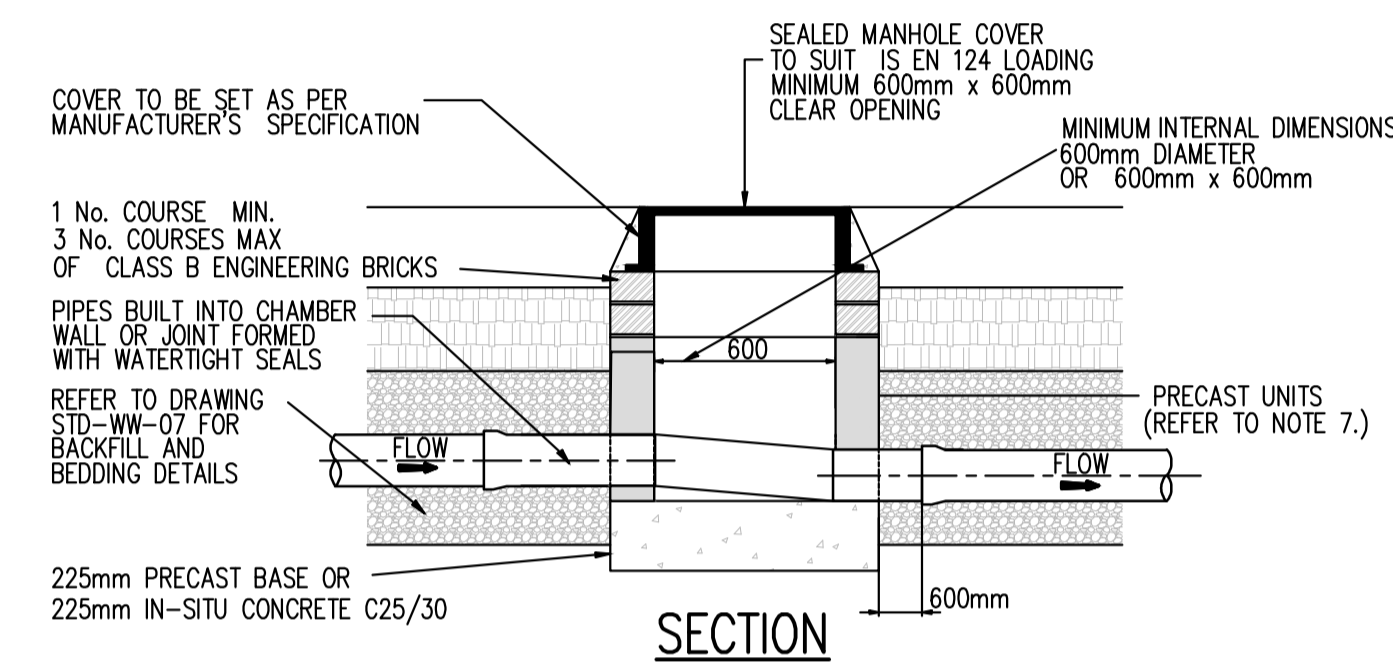 SEALED MANHOLE COVER
TO SUIT IS EN 124 LOADING
MINIMUM 600mm x 600mm
CLEAR OPENING
COVER TO BE SET AS PER
MANUFACTURER'S SPECIFICATION
MINIMUM INTERNAL DIMENSIONS
600mm DIAMETER
OR 600mm x 600mm
1 No. COURSE MIN.
3 No. COURSES MAX
OF CLASS B ENGINEERING BRICKS
PIPES BUILT INTO CHAMBER
WALL OR JOINT FORMED
WITH WATERTIGHT SEALS
600
REFER TO DRAWING
STD-WW-07 FOR
BACKFILL AND
BEDDING DETAILS
PRECAST UNITS
(REFER TO NOTE 7.)
FLOW
FLOW
225mm PRECAST BASE OR
225mm IN-SITU CONCRETE C25/30
600mm
SECTION